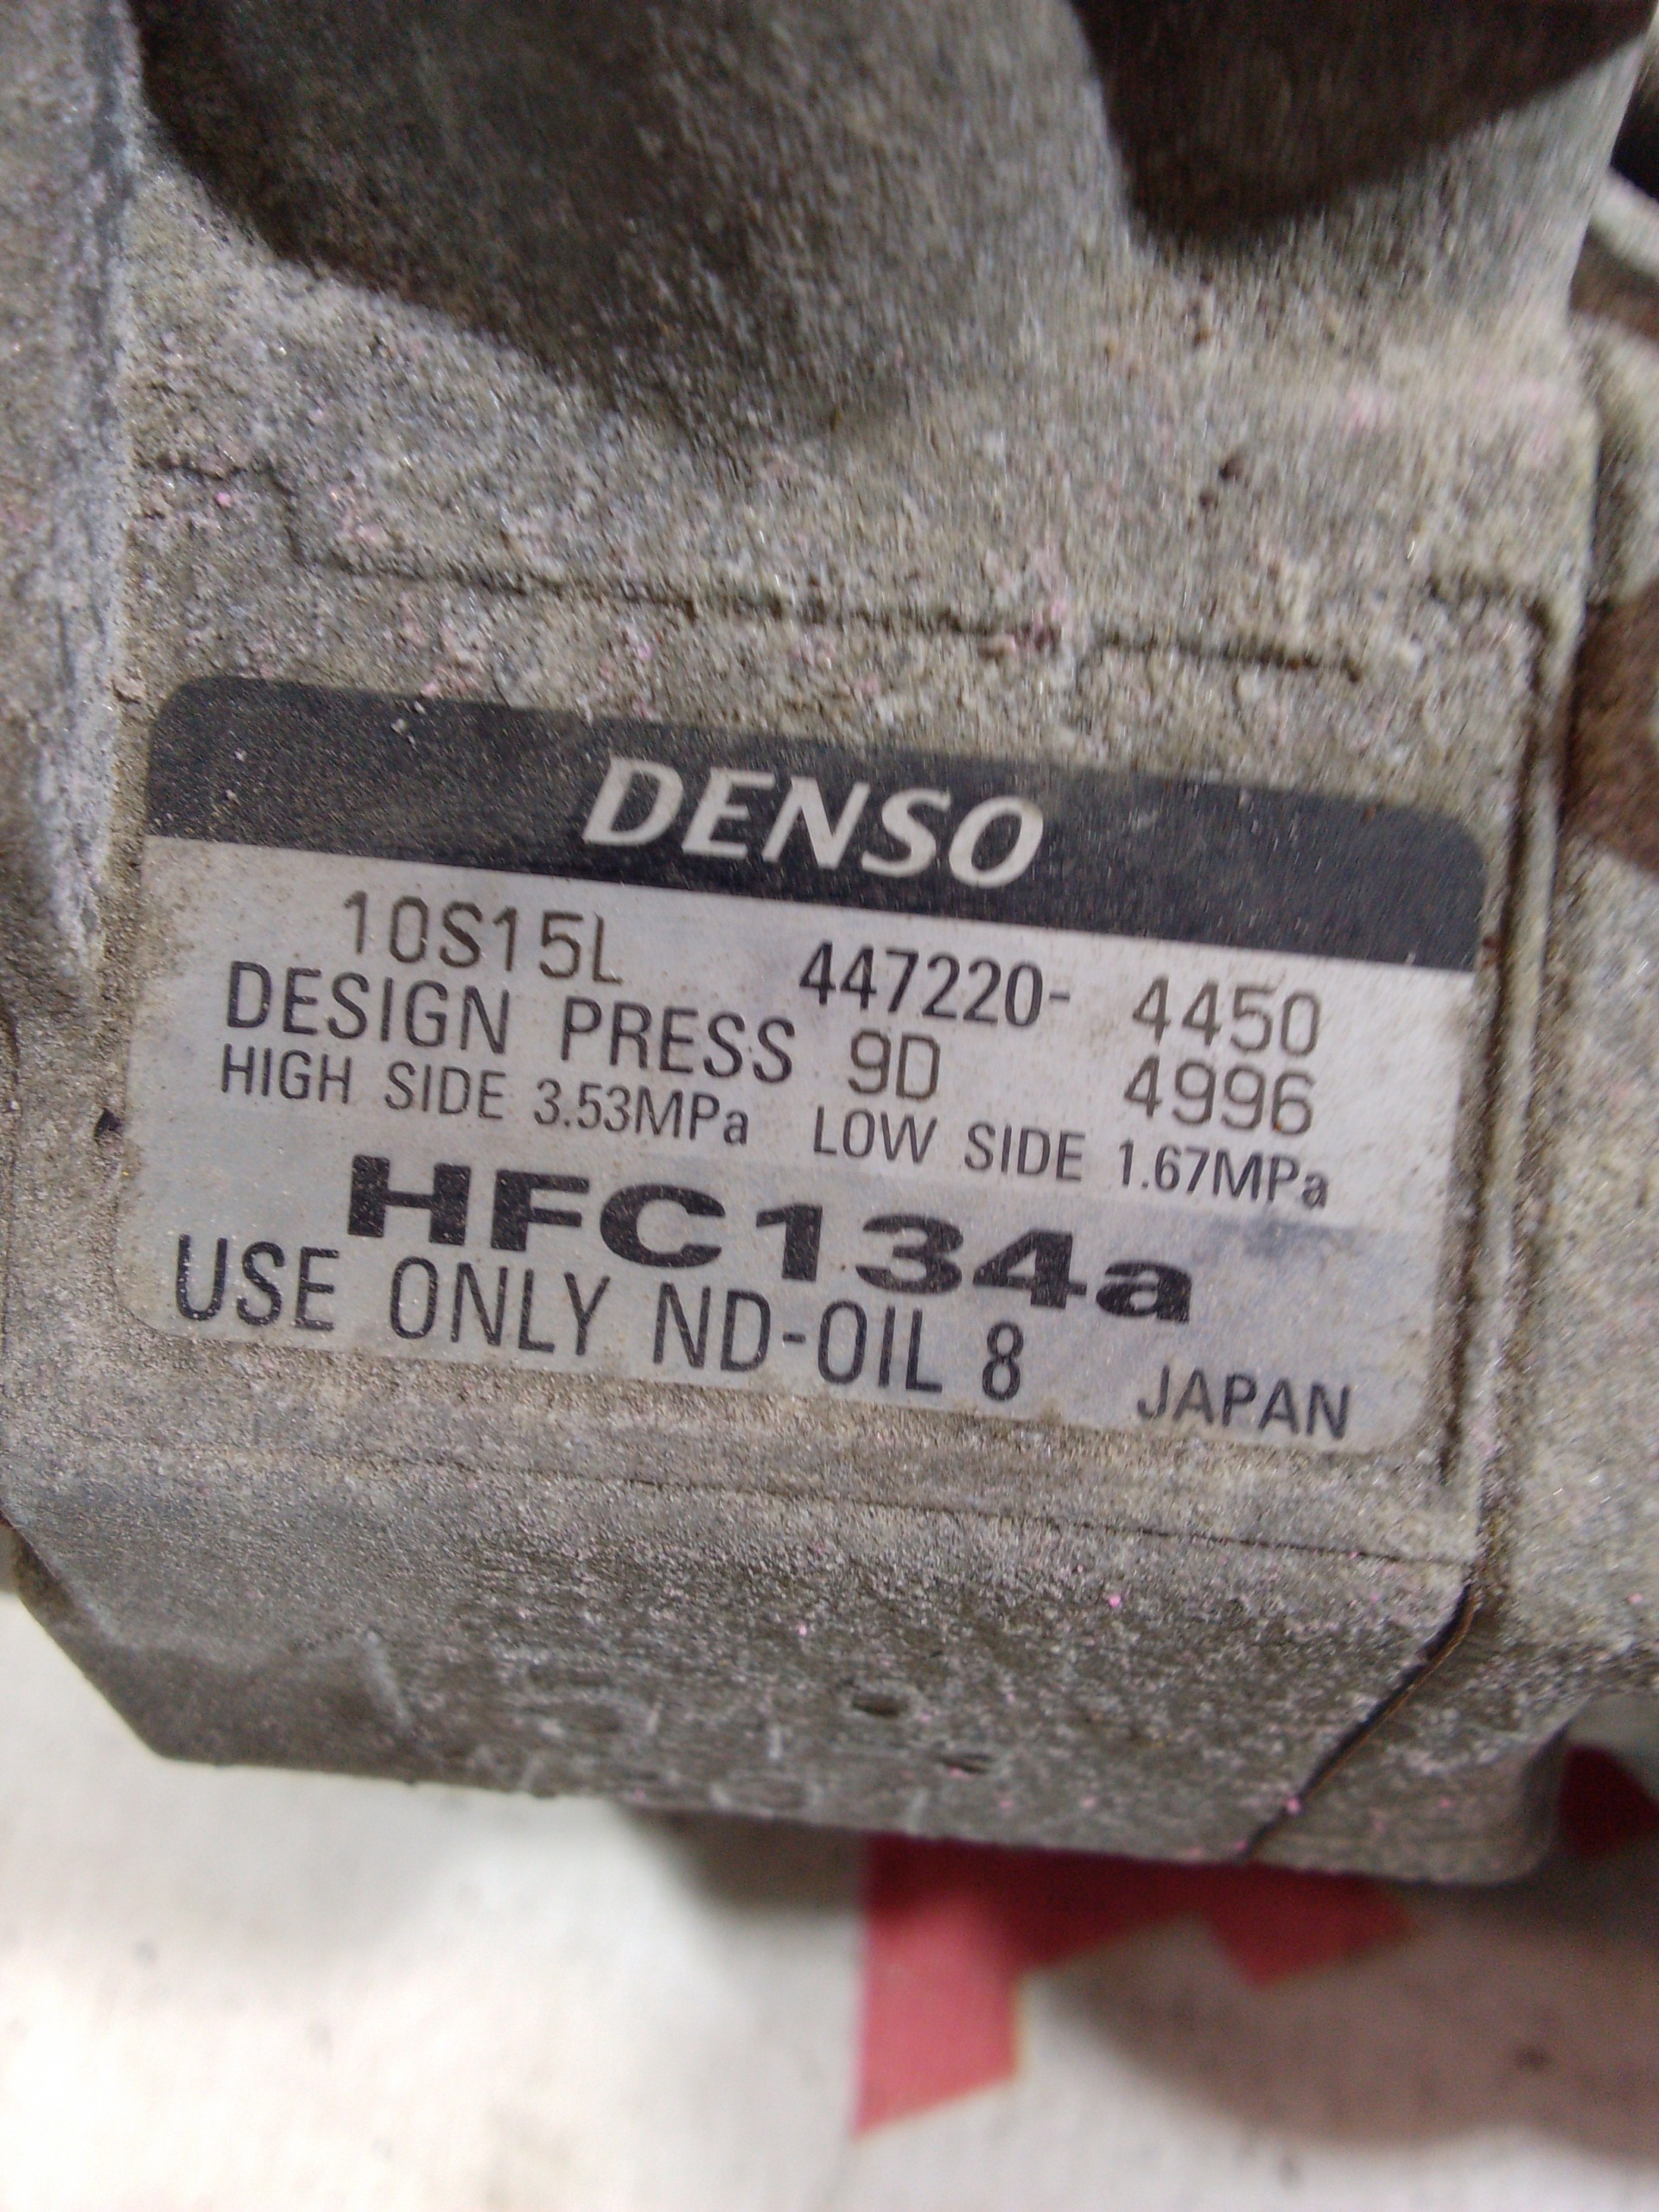 DENSO
10S15L 447220- 4450
DESIGN PRESS 9D 4996
HIGH SIDE 3.53MPa LOW SIDE 1.67MPa
HFC134a
USE ONLY ND-OIL 8 JAPAN